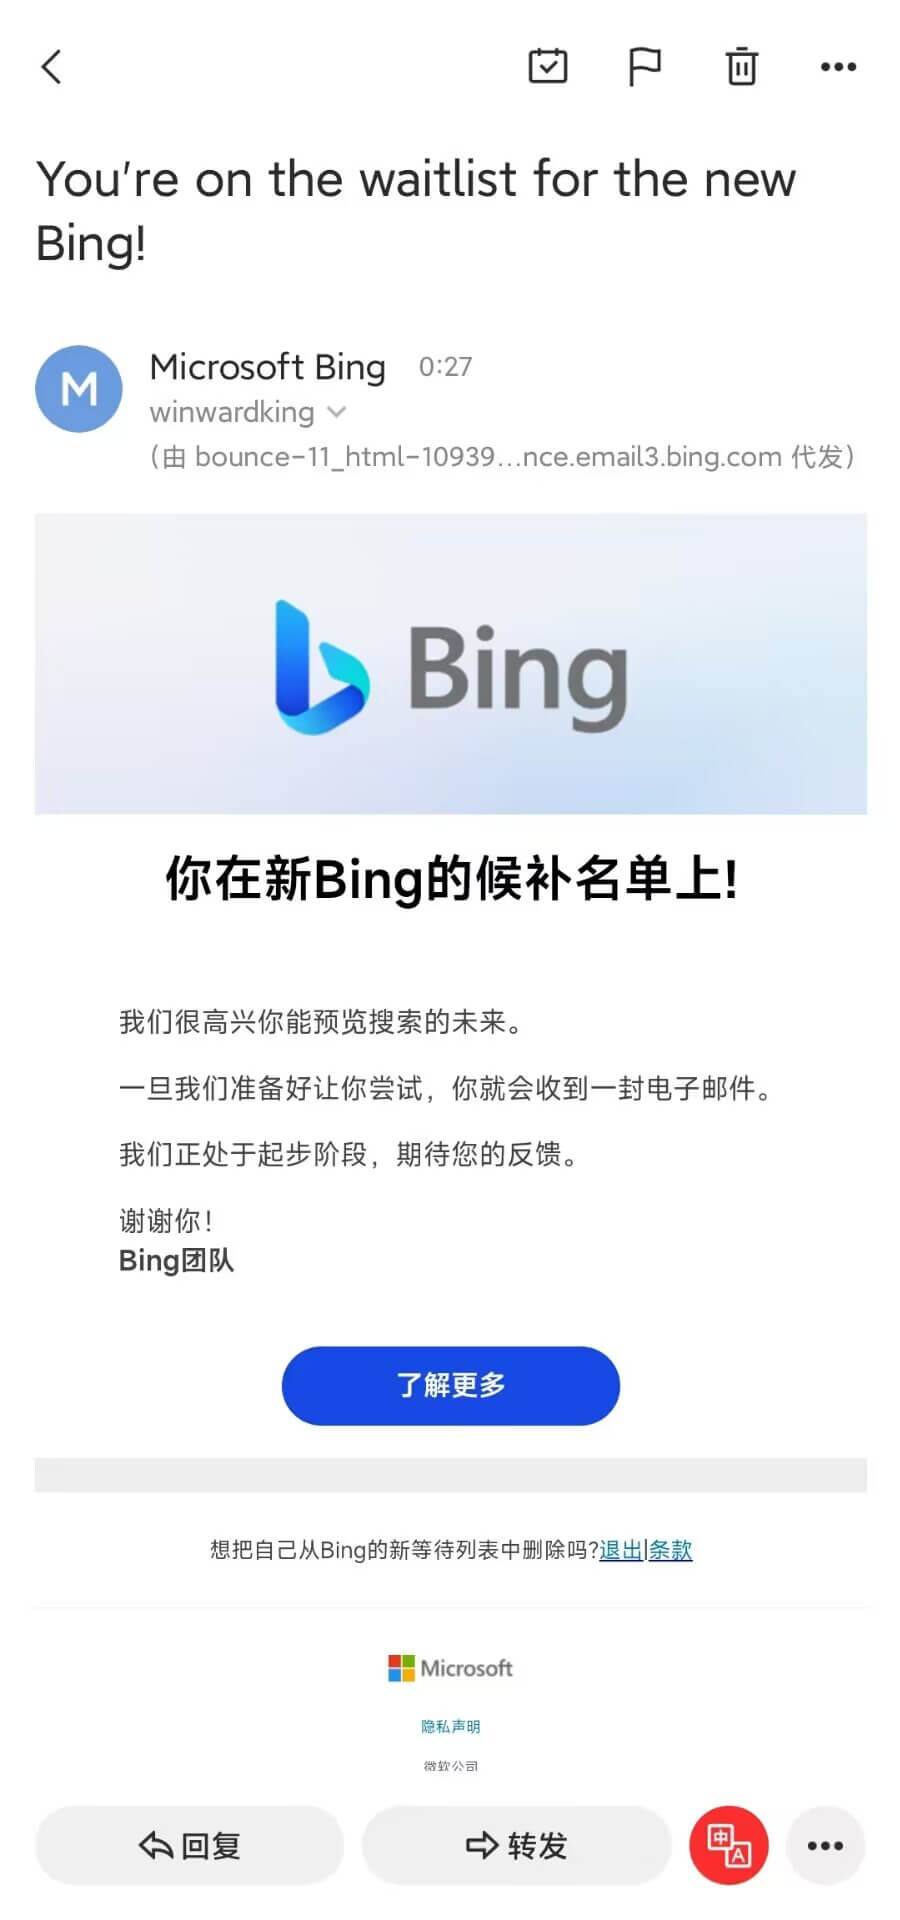 You're on the waitlist for the new
Bing!
M
Microsoft Bing 0:27
winwardking
(由 bounce-11_html-10939...nce.email3.bing.com 代发)
Bing
你在新Bing的候补名单上!
我们很高兴你能预览搜索的未来。
一旦我们准备好让你尝试，你就会收到一封电子邮件。
我们正处于起步阶段，期待您的反馈。
谢谢你！
Bing团队
了解更多
想把自己从Bing的新等待列表中删除吗?退出|条款
Microsoft
隐私声明
微软公司
回复
转发
中 A